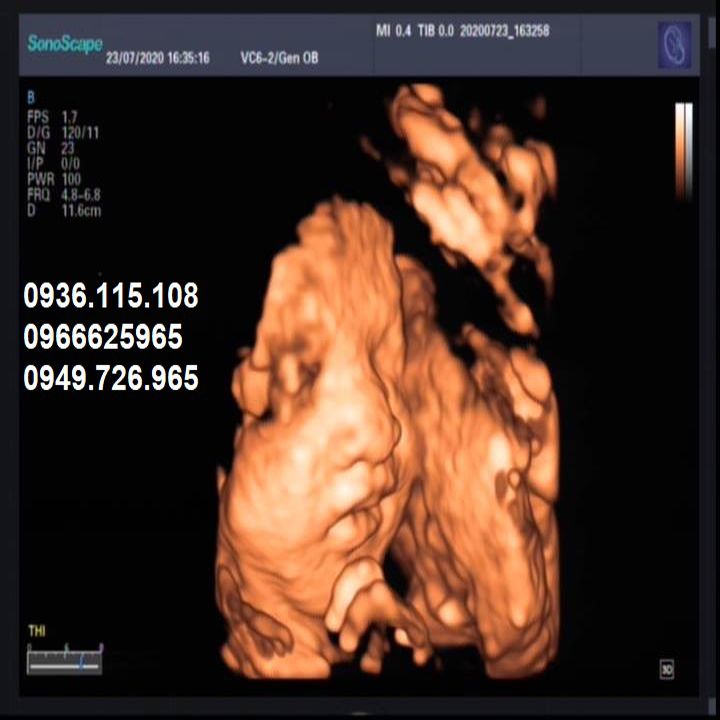 SonoScape
23/07/2020 16:35:16 VC6-2/Gen OB
MI 0.4 TIB 0.0 20200723_163258
B
FPS 1.7
D/G 120/11
GN 23
I/P 0/0
PWR 100
FRQ 4.8-6.8
D 11.6cm
0936.115.108
0966625965
0949.726.965
THI
3D